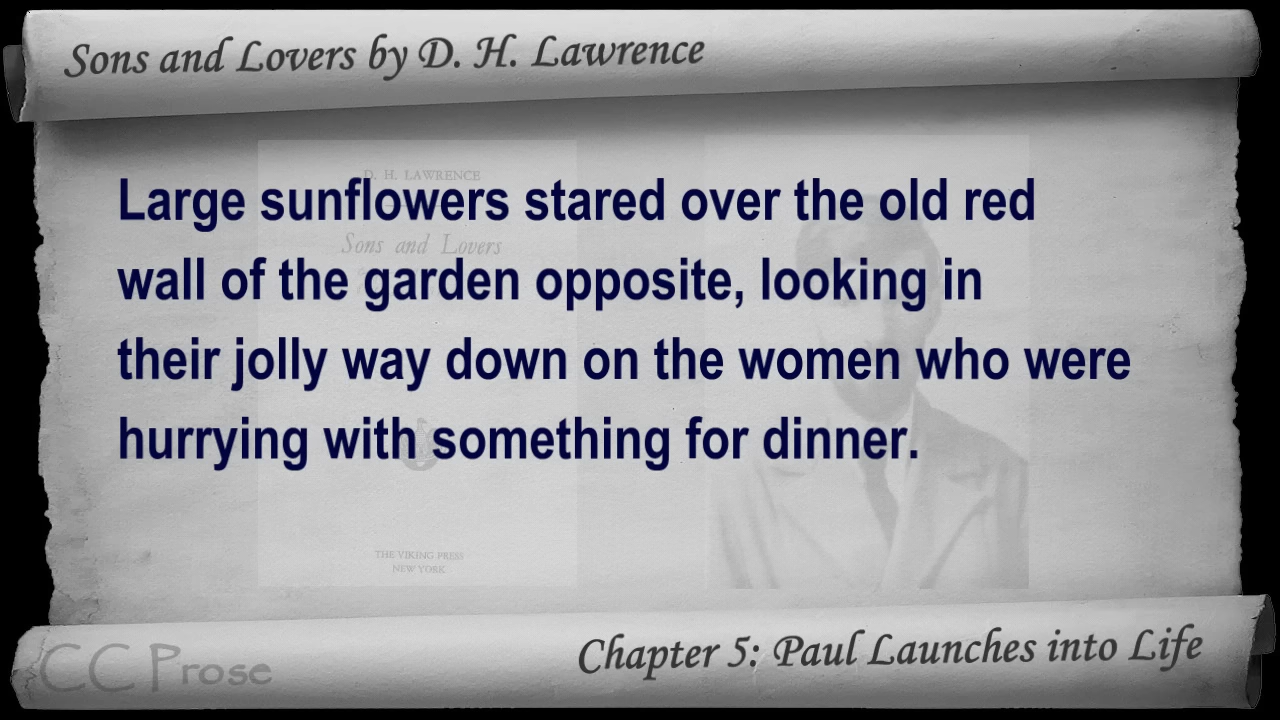 Sons and Lovers by D. H. Lawrence
D. H. LAWRENCE
Sons and Lovers
Large sunflowers stared over the old red
wall of the garden opposite, looking in
their jolly way down on the women who were
hurrying with something for dinner.
THE VIKING PRESS
NEW YORK
CC Prose
Chapter 5: Paul Launches into Life